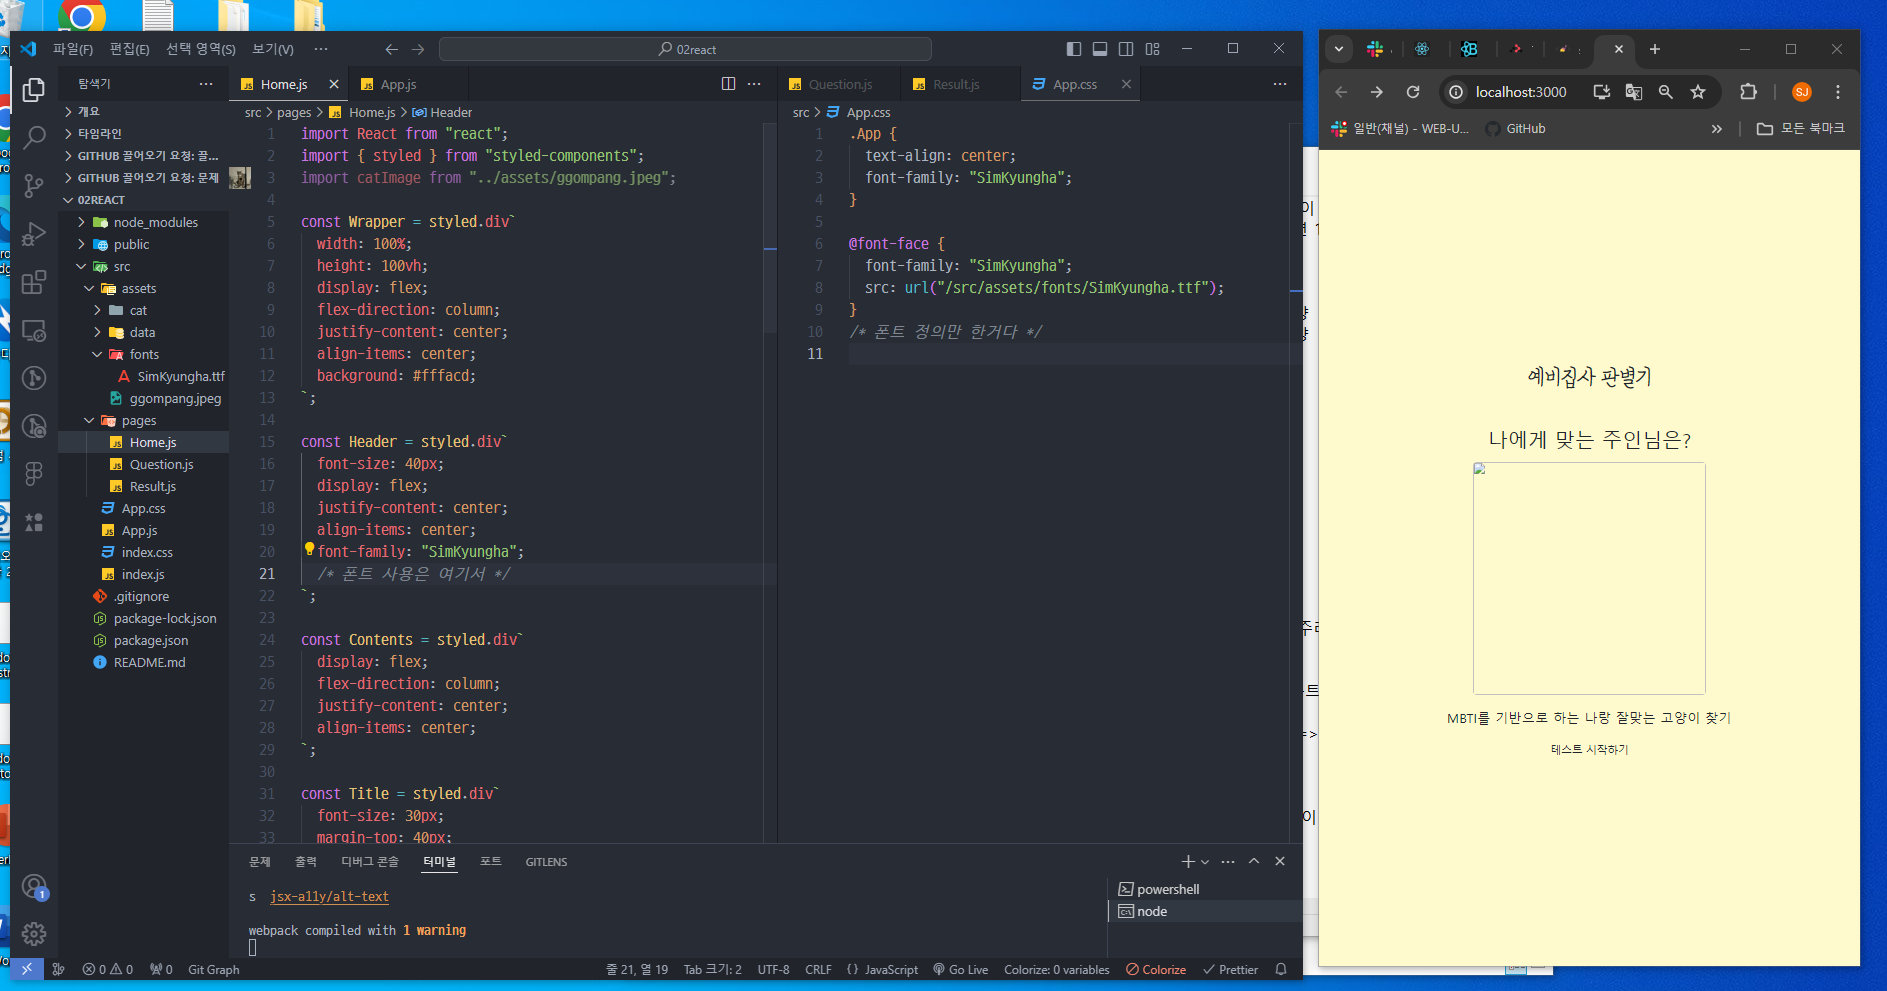 파일(F) 편집(E) 선택 영역(S) 보기(V) ··· 02react
탐색기 ···
개요
타임라인
GITHUB 끌어오기 요청: 끌...
GITHUB 끌어오기 요청: 문제
02REACT
node_modules
public
src
assets
cat
data
fonts
SimKyungha.ttf
ggompang.jpeg
pages
Home.js
Question.js
Result.js
App.css
App.js
index.css
index.js
.gitignore
package-lock.json
package.json
README.md
1
Home.js App.js
src > pages > Home.js > Header
1 import React from "react";
2 import { styled } from "styled-components";
3 import catImage from "../assets/ggompang.jpeg";
4
5 const Wrapper = styled.div`
6 width: 100%;
7 height: 100vh;
8 display: flex;
9 flex-direction: column;
10 justify-content: center;
11 align-items: center;
12 background: #fffacd;
13 `;
14
15 const Header = styled.div`
16 font-size: 40px;
17 display: flex;
18 justify-content: center;
19 align-items: center;
20 font-family: "SimKyungha";
21 /* 폰트 사용은 여기서 */
22 `;
23
24 const Contents = styled.div`
25 display: flex;
26 flex-direction: column;
27 justify-content: center;
28 align-items: center;
29 `;
30
31 const Title = styled.div`
32 font-size: 30px;
33 margin-top: 40px;
Question.js Result.js App.css
src > App.css
1 .App {
2 text-align: center;
3 font-family: "SimKyungha";
4 }
5
6 @font-face {
7 font-family: "SimKyungha";
8 src: url("/src/assets/fonts/SimKyungha.ttf");
9 }
10 /* 폰트 정의만 한거다 */
11
문제 출력 디버그 콘솔 터미널 포트 GITLENS
s jsx-a11y/alt-text
webpack compiled with 1 warning
powershell
node
0 0 0 Git Graph 줄 21, 열 19 Tab 크기: 2 UTF-8 CRLF {} JavaScript Go Live Colorize: 0 variables Colorize Prettier
localhost:3000 SJ
일반(채널) - WEB-U... GitHub » 모든 북마크
예비집사 판별기
나에게 맞는 주인님은?
MBTI를 기반으로 하는 나랑 잘맞는 고양이 찾기
테스트 시작하기